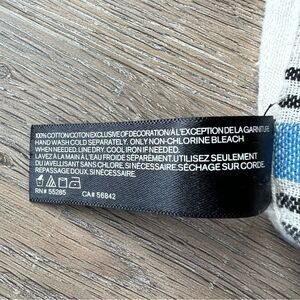 100% COTTON/COTON EXCLUSIVE OF DECORATION/À L'EXCEPTION DE LA GARNITURE
HAND WASH COLD SEPARATELY. ONLY NON-CHLORINE BLEACH
WHEN NEEDED. LINE DRY. COOL IRON IF NEEDED.
LAVEZ À LA MAIN À L'EAU FROIDE SÉPARÉMENT. UTILISEZ SEULEMENT
DU JAVELLISANT SANS CHLORE, SI NÉCESSAIRE. SÉCHAGE SUR CORDE.
REPASSAGE DOUX, SI NÉCESSAIRE.
RN# 55285 CA# 56842